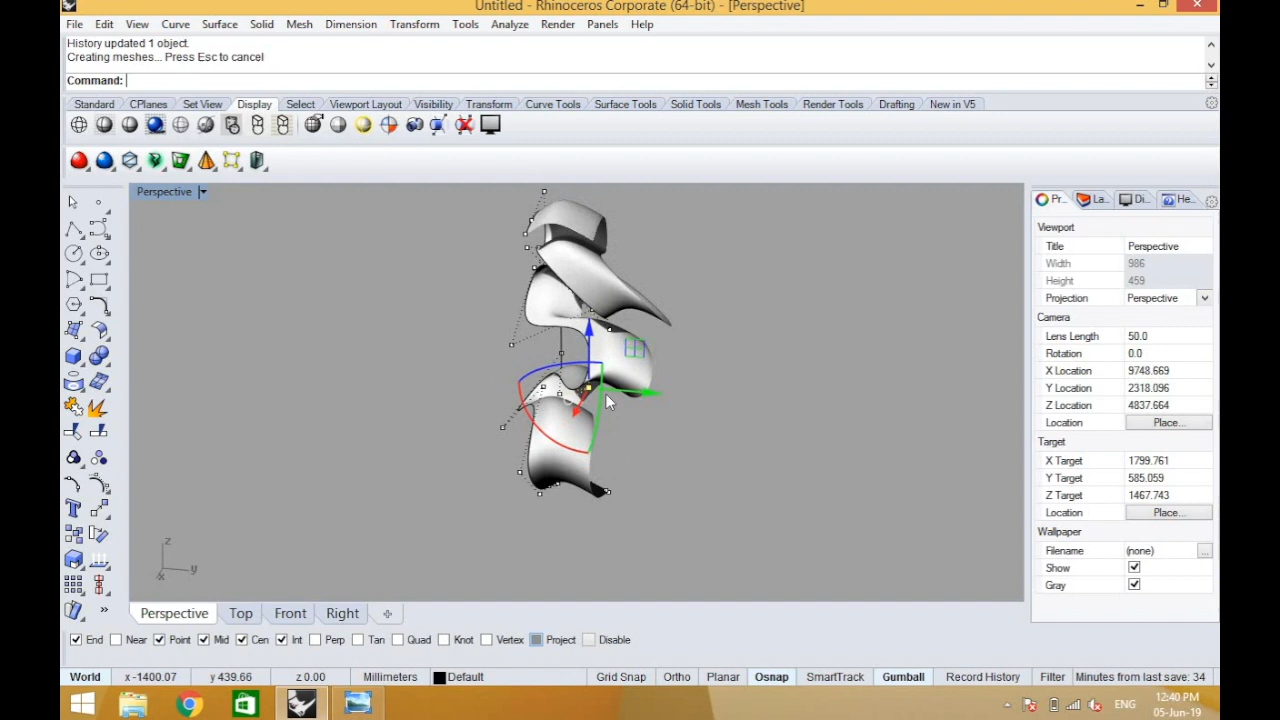 Untitled - Rhinoceros Corporate (64-bit) - [Perspective]
File Edit View Curve Surface Solid Mesh Dimension Transform Tools Analyze Render Panels Help
History updated 1 object.
Creating meshes... Press Esc to cancel
Command:
Standard CPlanes Set View Display Select Viewport Layout Visibility Transform Curve Tools Surface Tools Solid Tools Mesh Tools Render Tools Drafting New in V5
Perspective
Pr... La... Di... He...
Viewport
Title Perspective
Width 986
Height 459
Projection Perspective
Camera
Lens Length 50.0
Rotation 0.0
X Location 9748.669
Y Location 2318.096
Z Location 4837.664
Location Place...
Target
X Target 1799.761
Y Target 585.059
Z Target 1467.743
Location Place...
Wallpaper
Filename (none) ...
Show
Gray
z
y
x
Perspective Top Front Right
End Near Point Mid Cen Int Perp Tan Quad Knot Vertex Project Disable
World x -1400.07 y 439.66 z 0.00 Millimeters Default Grid Snap Ortho Planar Osnap SmartTrack Gumball Record History Filter Minutes from last save: 34
ENG
12:40 PM
05-Jun-19